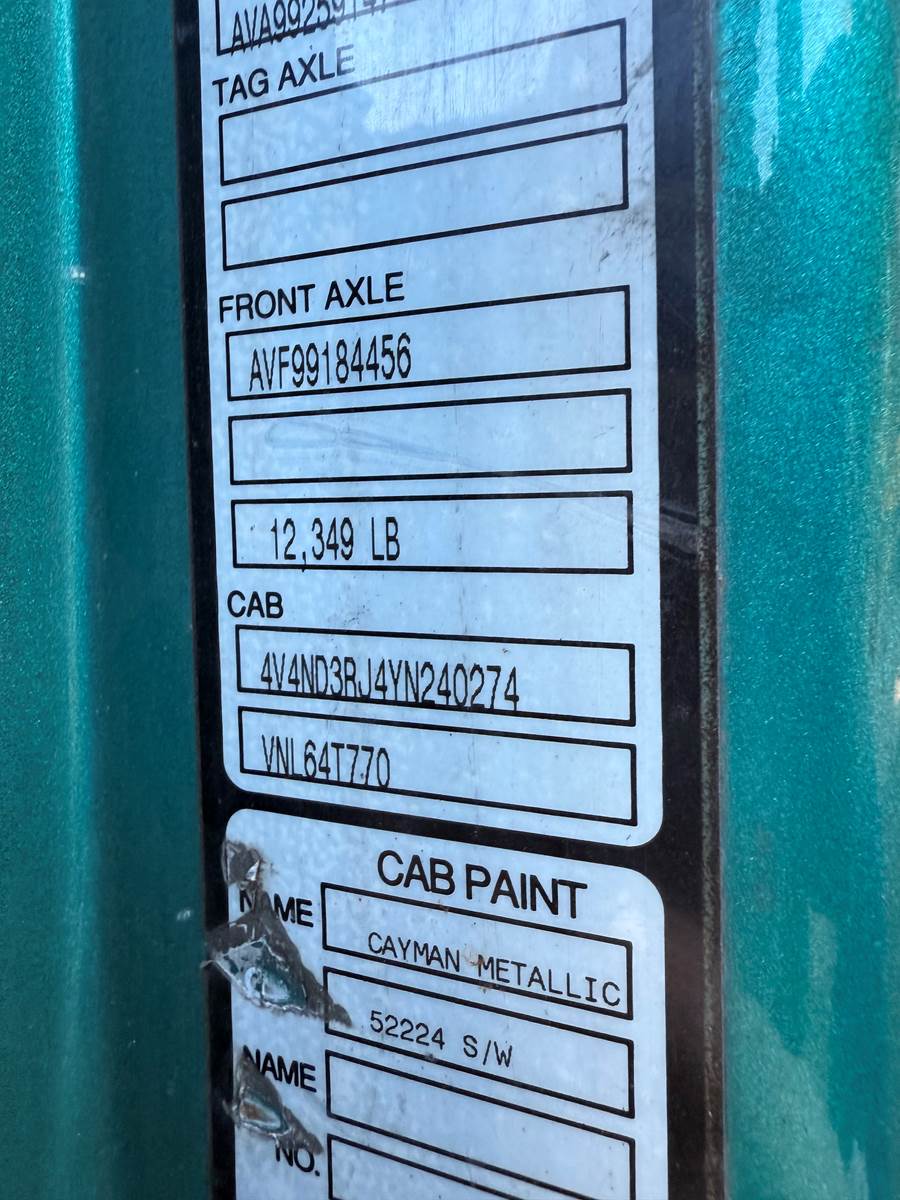 TAG AXLE
FRONT AXLE
AVF99184456
12,349 LB
CAB
4V4ND3RJ4YN240274
VNL64T770
CAB PAINT
NAME
CAYMAN METALLIC
52224 S/W
NAME
NO.